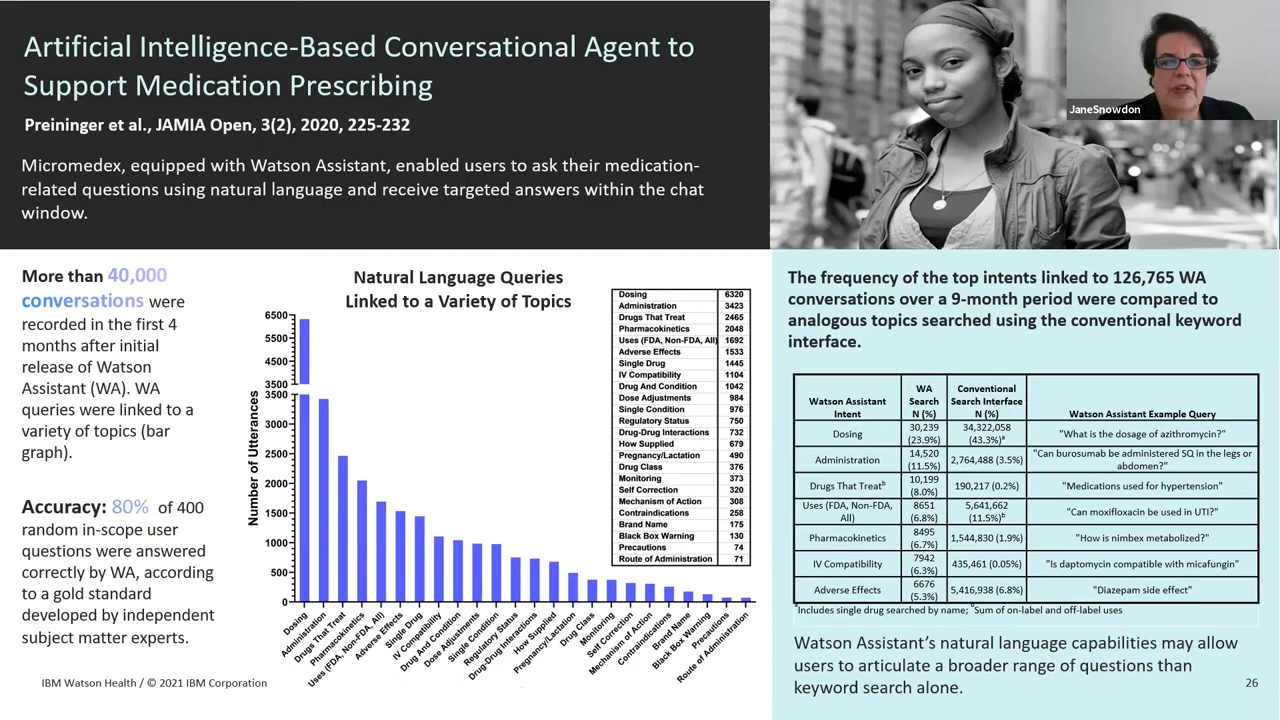 Artificial Intelligence-Based Conversational Agent to
Support Medication Prescribing
Preininger et al., JAMIA Open, 3(2), 2020, 225-232
Micromedex, equipped with Watson Assistant, enabled users to ask their medication-
related questions using natural language and receive targeted answers within the chat
window.
JaneSnowdon
More than 40,000
conversations were
recorded in the first 4
months after initial
release of Watson
Assistant (WA). WA
queries were linked to a
variety of topics (bar
graph).
Accuracy: 80% of 400
random in-scope user
questions were answered
correctly by WA, according
to a gold standard
developed by independent
subject matter experts.
Natural Language Queries
Linked to a Variety of Topics
Number of Utterances
6500
5500
4500
3500
3500
3000
2500
2000
1500
1000
500
0
Dosing
Administration
Drugs That Treat
Pharmacokinetics
Uses (FDA, Non-FDA, All)
Adverse Effects
Single Drug
IV Compatibility
Drug And Condition
Dose Adjustments
Single Condition
Regulatory Status
Drug-Drug Interactions
How Supplied
Pregnancy/Lactation
Drug Class
Monitoring
Self Correction
Mechanism of Action
Contraindications
Brand Name
Black Box Warning
Precautions
Route of Administration
Dosing 6320
Administration 3423
Drugs That Treat 2465
Pharmacokinetics 2048
Uses (FDA, Non-FDA, All) 1692
Adverse Effects 1533
Single Drug 1445
IV Compatibility 1104
Drug And Condition 1042
Dose Adjustments 984
Single Condition 976
Regulatory Status 750
Drug-Drug Interactions 732
How Supplied 679
Pregnancy/Lactation 490
Drug Class 376
Monitoring 373
Self Correction 320
Mechanism of Action 308
Contraindications 258
Brand Name 175
Black Box Warning 130
Precautions 74
Route of Administration 71
The frequency of the top intents linked to 126,765 WA
conversations over a 9-month period were compared to
analogous topics searched using the conventional keyword
interface.
Watson Assistant Intent WA Search N (%) Conventional Search Interface N (%) Watson Assistant Example Query
Dosing 30,239 (23.9%) 34,322,058 (43.3%)a "What is the dosage of azithromycin?"
Administration 14,520 (11.5%) 2,764,488 (3.5%) "Can burosumab be administered SQ in the legs or abdomen?"
Drugs That Treatb 10,199 (8.0%) 190,217 (0.2%) "Medications used for hypertension"
Uses (FDA, Non-FDA, All) 8651 (6.8%) 5,641,662 (11.5%)b "Can moxifloxacin be used in UTI?"
Pharmacokinetics 8495 (6.7%) 1,544,830 (1.9%) "How is nimbex metabolized?"
IV Compatibility 7942 (6.3%) 435,461 (0.05%) "Is daptomycin compatible with micafungin"
Adverse Effects 6676 (5.3%) 5,416,938 (6.8%) "Diazepam side effect"
aIncludes single drug searched by name; bSum of on-label and off-label uses
Watson Assistant's natural language capabilities may allow
users to articulate a broader range of questions than
keyword search alone.
IBM Watson Health / © 2021 IBM Corporation
26